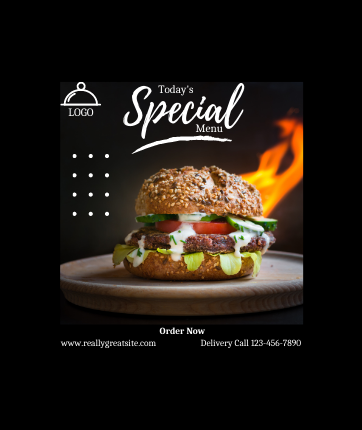 Today's
Special
Menu
LOGO
Order Now
www.reallygreatsite.com
Delivery Call 123-456-7890